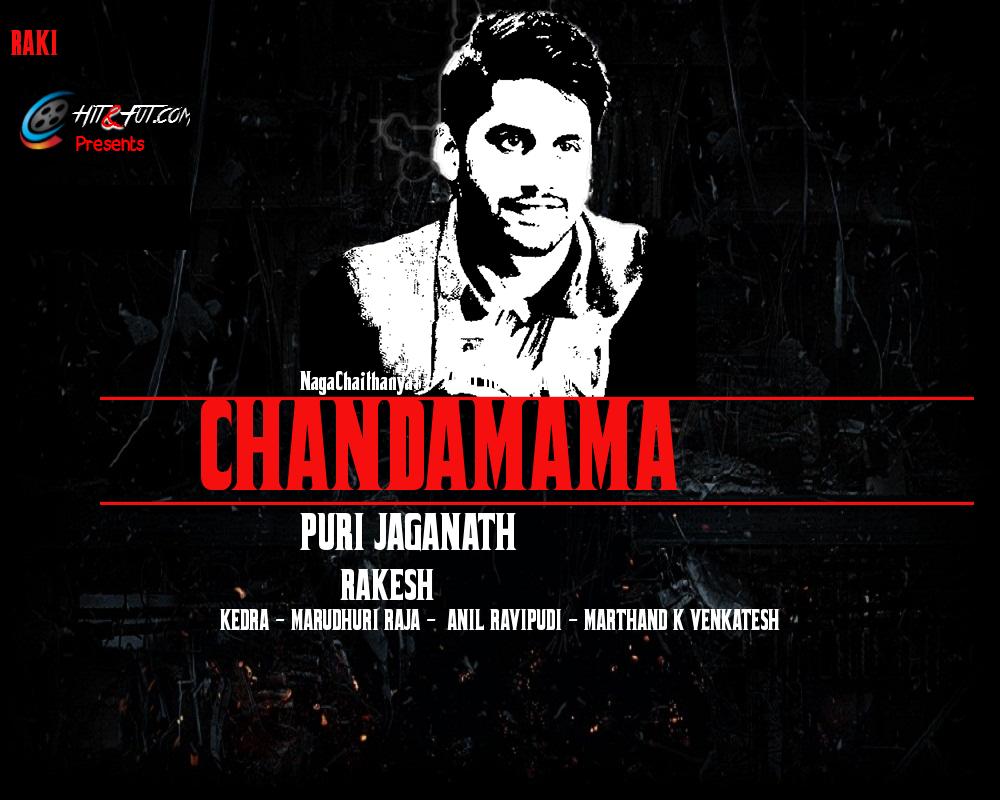 RAKI
HIT&FUT.COM
Presents
NagaChaithanya
CHANDAMAMA
PURI JAGANATH
RAKESH
KEDRA - MARUDHURI RAJA - ANIL RAVIPUDI - MARTHAND K VENKATESH